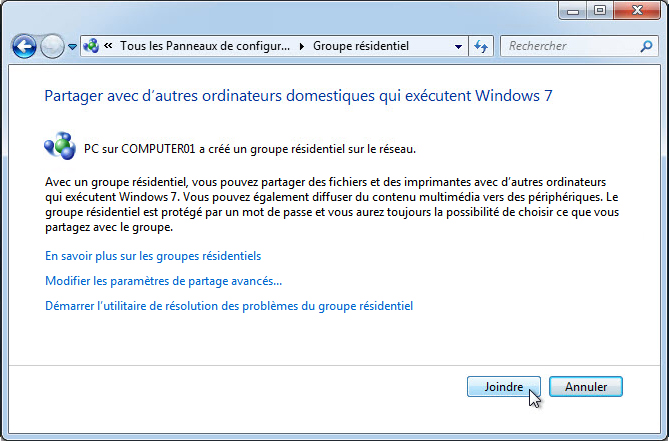 « Tous les Panneaux de configur... Groupe résidentiel Rechercher
Partager avec d'autres ordinateurs domestiques qui exécutent Windows 7
PC sur COMPUTER01 a créé un groupe résidentiel sur le réseau.
Avec un groupe résidentiel, vous pouvez partager des fichiers et des imprimantes avec d'autres ordinateurs
qui exécutent Windows 7. Vous pouvez également diffuser du contenu multimédia vers des périphériques. Le
groupe résidentiel est protégé par un mot de passe et vous aurez toujours la possibilité de choisir ce que vous
partagez avec le groupe.
En savoir plus sur les groupes résidentiels
Modifier les paramètres de partage avancés...
Démarrer l'utilitaire de résolution des problèmes du groupe résidentiel
Joindre Annuler